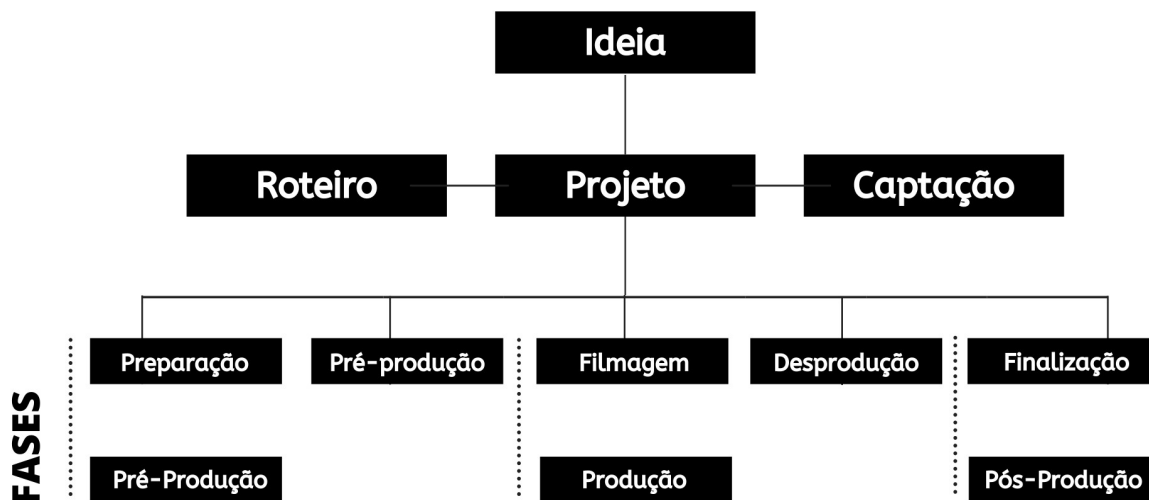 Ideia
Roteiro
Projeto
Captação
Preparação
Pré-produção
Filmagem
Desprodução
Finalização
FASES
Pré-Produção
Produção
Pós-Produção